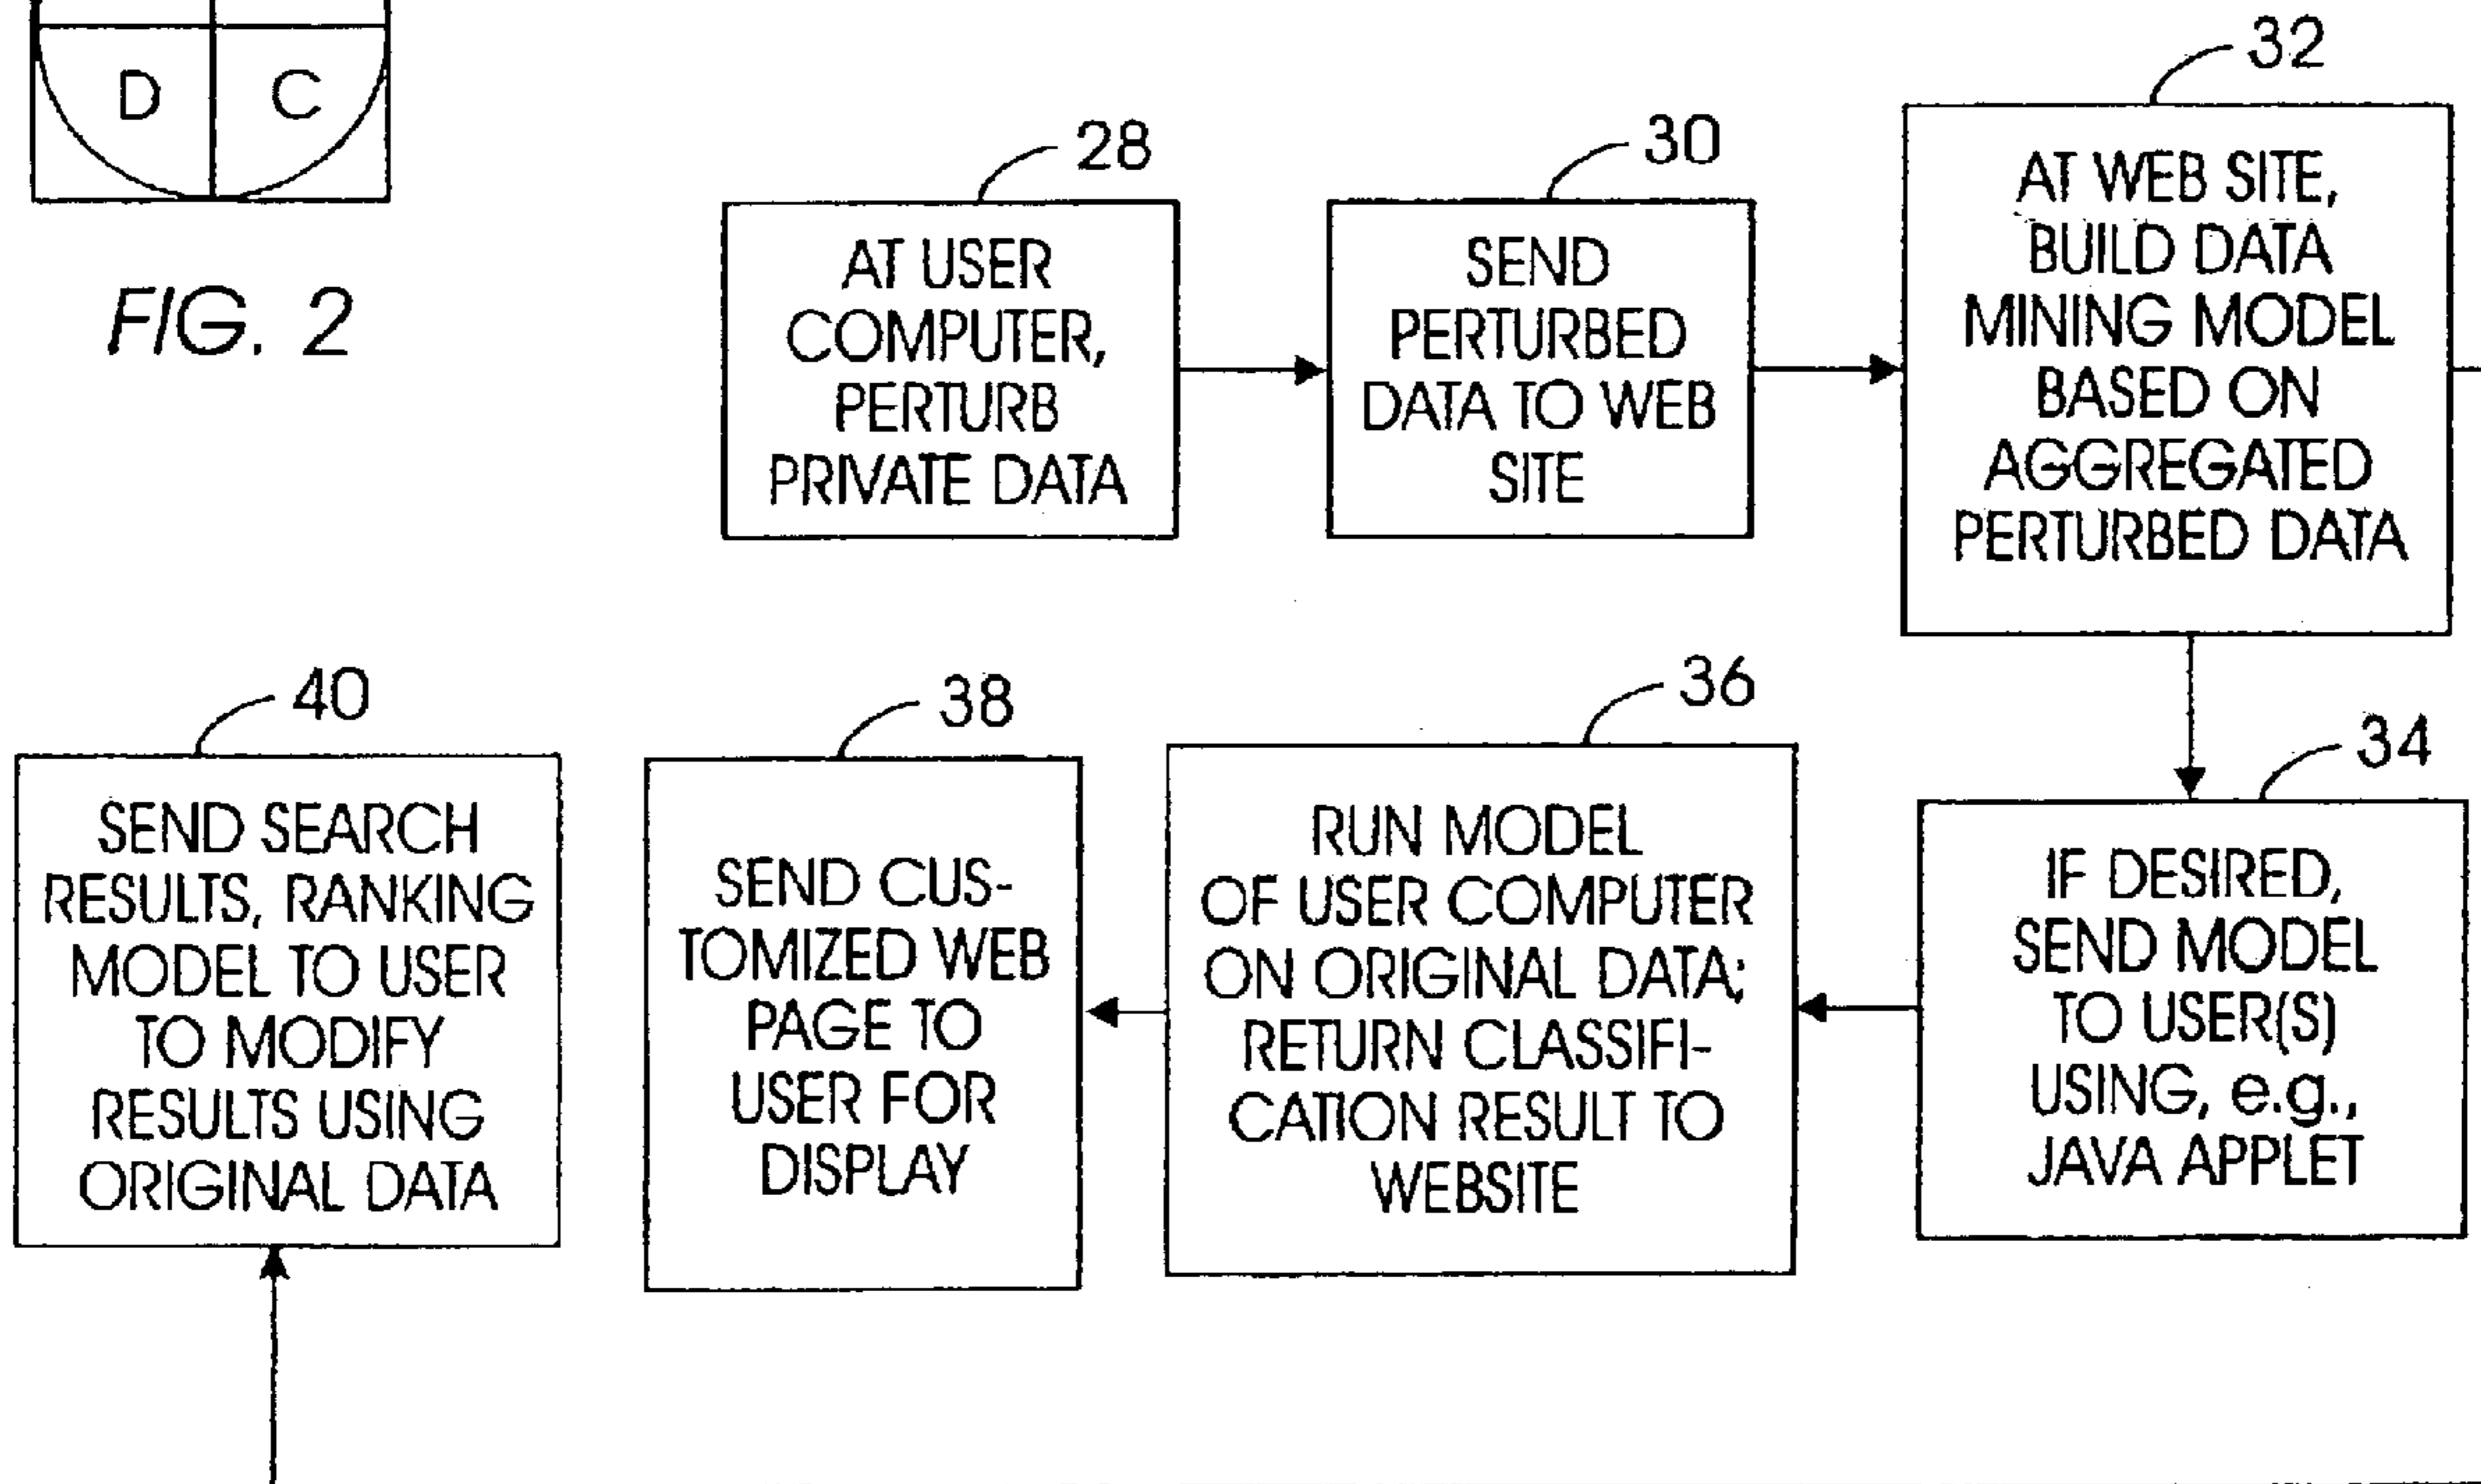 D
C
FIG. 2
28
AT USER
COMPUTER,
PERTURB
PRIVATE DATA
30
SEND
PERTURBED
DATA TO WEB
SITE
32
AT WEB SITE,
BUILD DATA
MINING MODEL
BASED ON
AGGREGATED
PERTURBED DATA
40
SEND SEARCH
RESULTS, RANKING
MODEL TO USER
TO MODIFY
RESULTS USING
ORIGINAL DATA
38
SEND CUS-
TOMIZED WEB
PAGE TO
USER FOR
DISPLAY
36
RUN MODEL
OF USER COMPUTER
ON ORIGINAL DATA;
RETURN CLASSIFI-
CATION RESULT TO
WEBSITE
34
IF DESIRED,
SEND MODEL
TO USER(S)
USING, e.g.,
JAVA APPLET